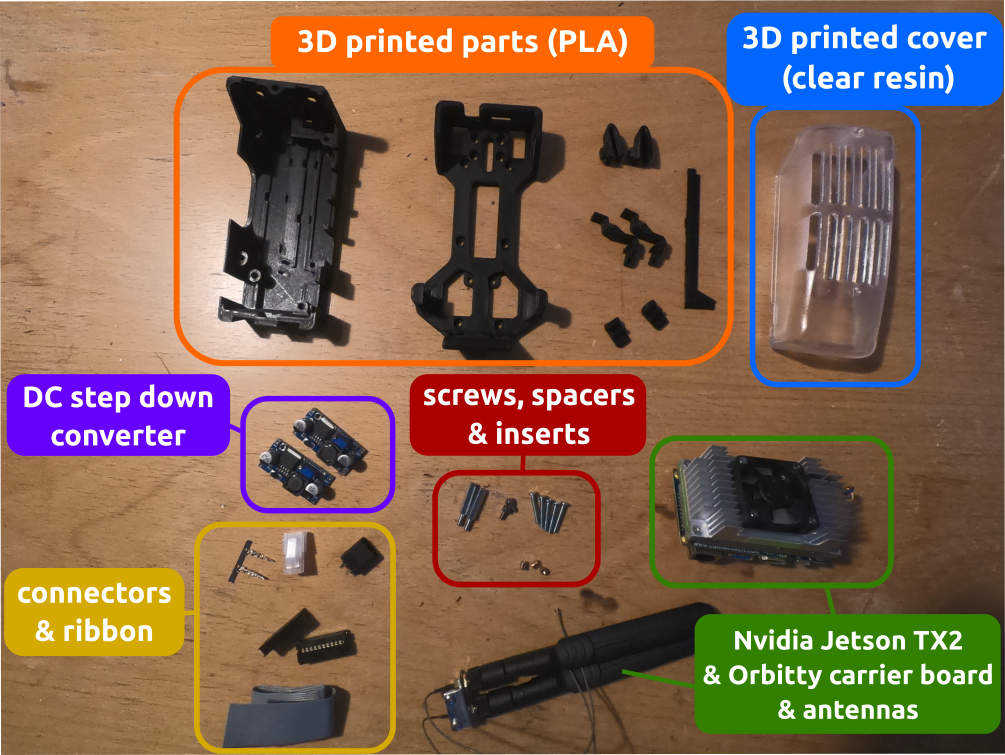 3D printed parts (PLA)
3D printed cover
(clear resin)
DC step down
converter
screws, spacers
& inserts
connectors
& ribbon
Nvidia Jetson TX2
& Orbitty carrier board
& antennas